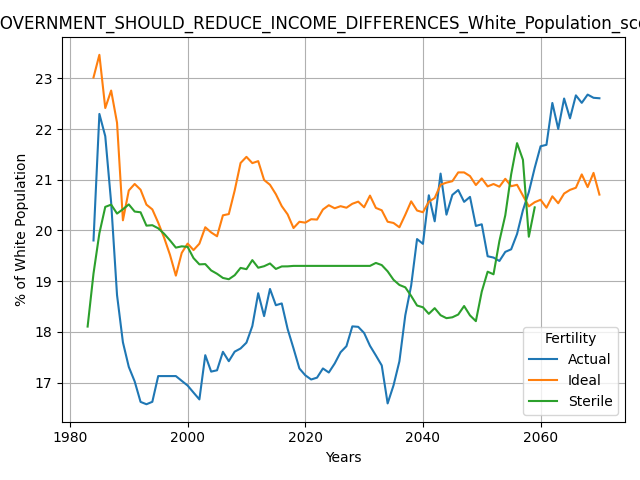 OVERNMENT_SHOULD_REDUCE_INCOME_DIFFERENCES_White_Population_sc
% of White Population
23
22
21
20
19
18
17
1980
2000
2020
2040
2060
Years
Fertility
Actual
Ideal
Sterile